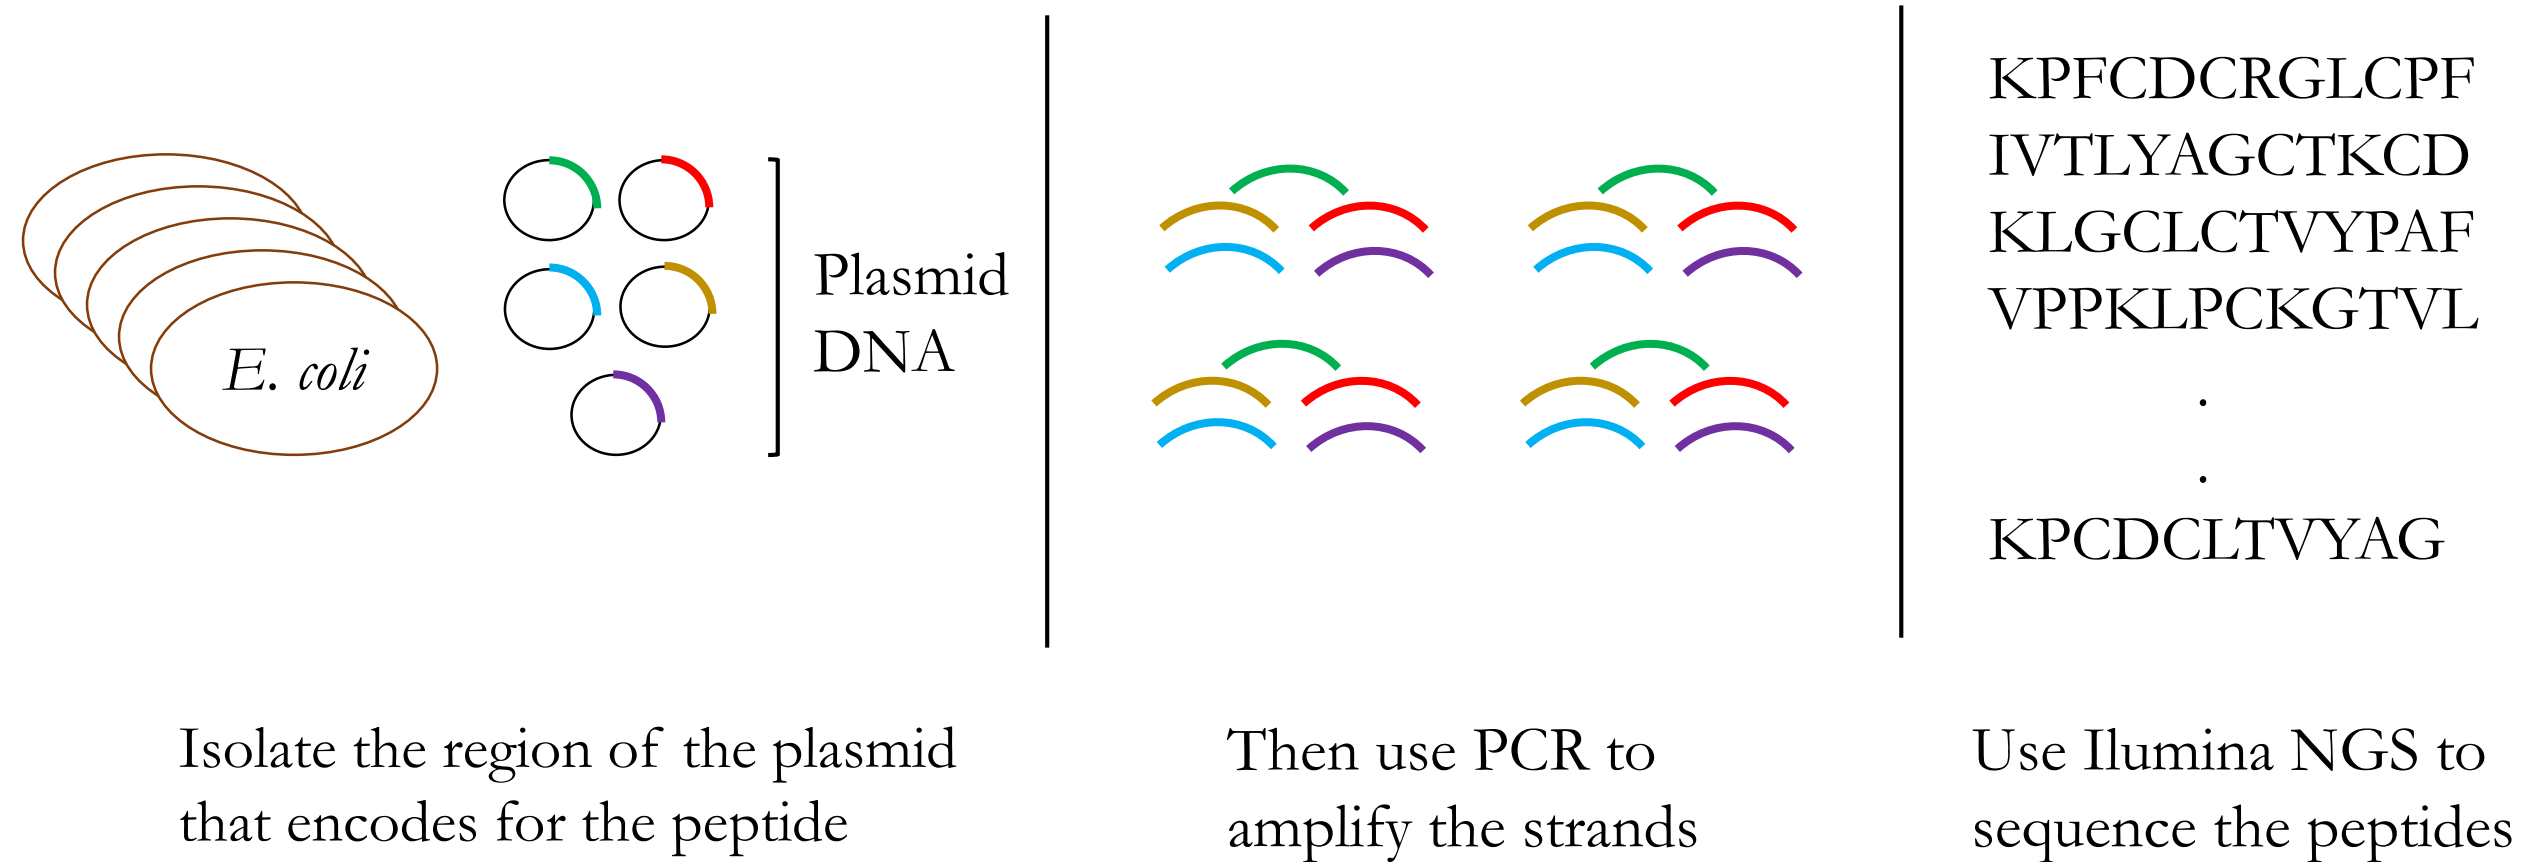 E. coli
Plasmid
DNA
Isolate the region of the plasmid
that encodes for the peptide
Then use PCR to
amplify the strands
KPFCDCRGLCPF
IVTLYAGCTKCD
KLGCLCTVYPAF
VPPKLPCKGTVL
.
.
KPCDCLTVYAG
Use Ilumina NGS to
sequence the peptides